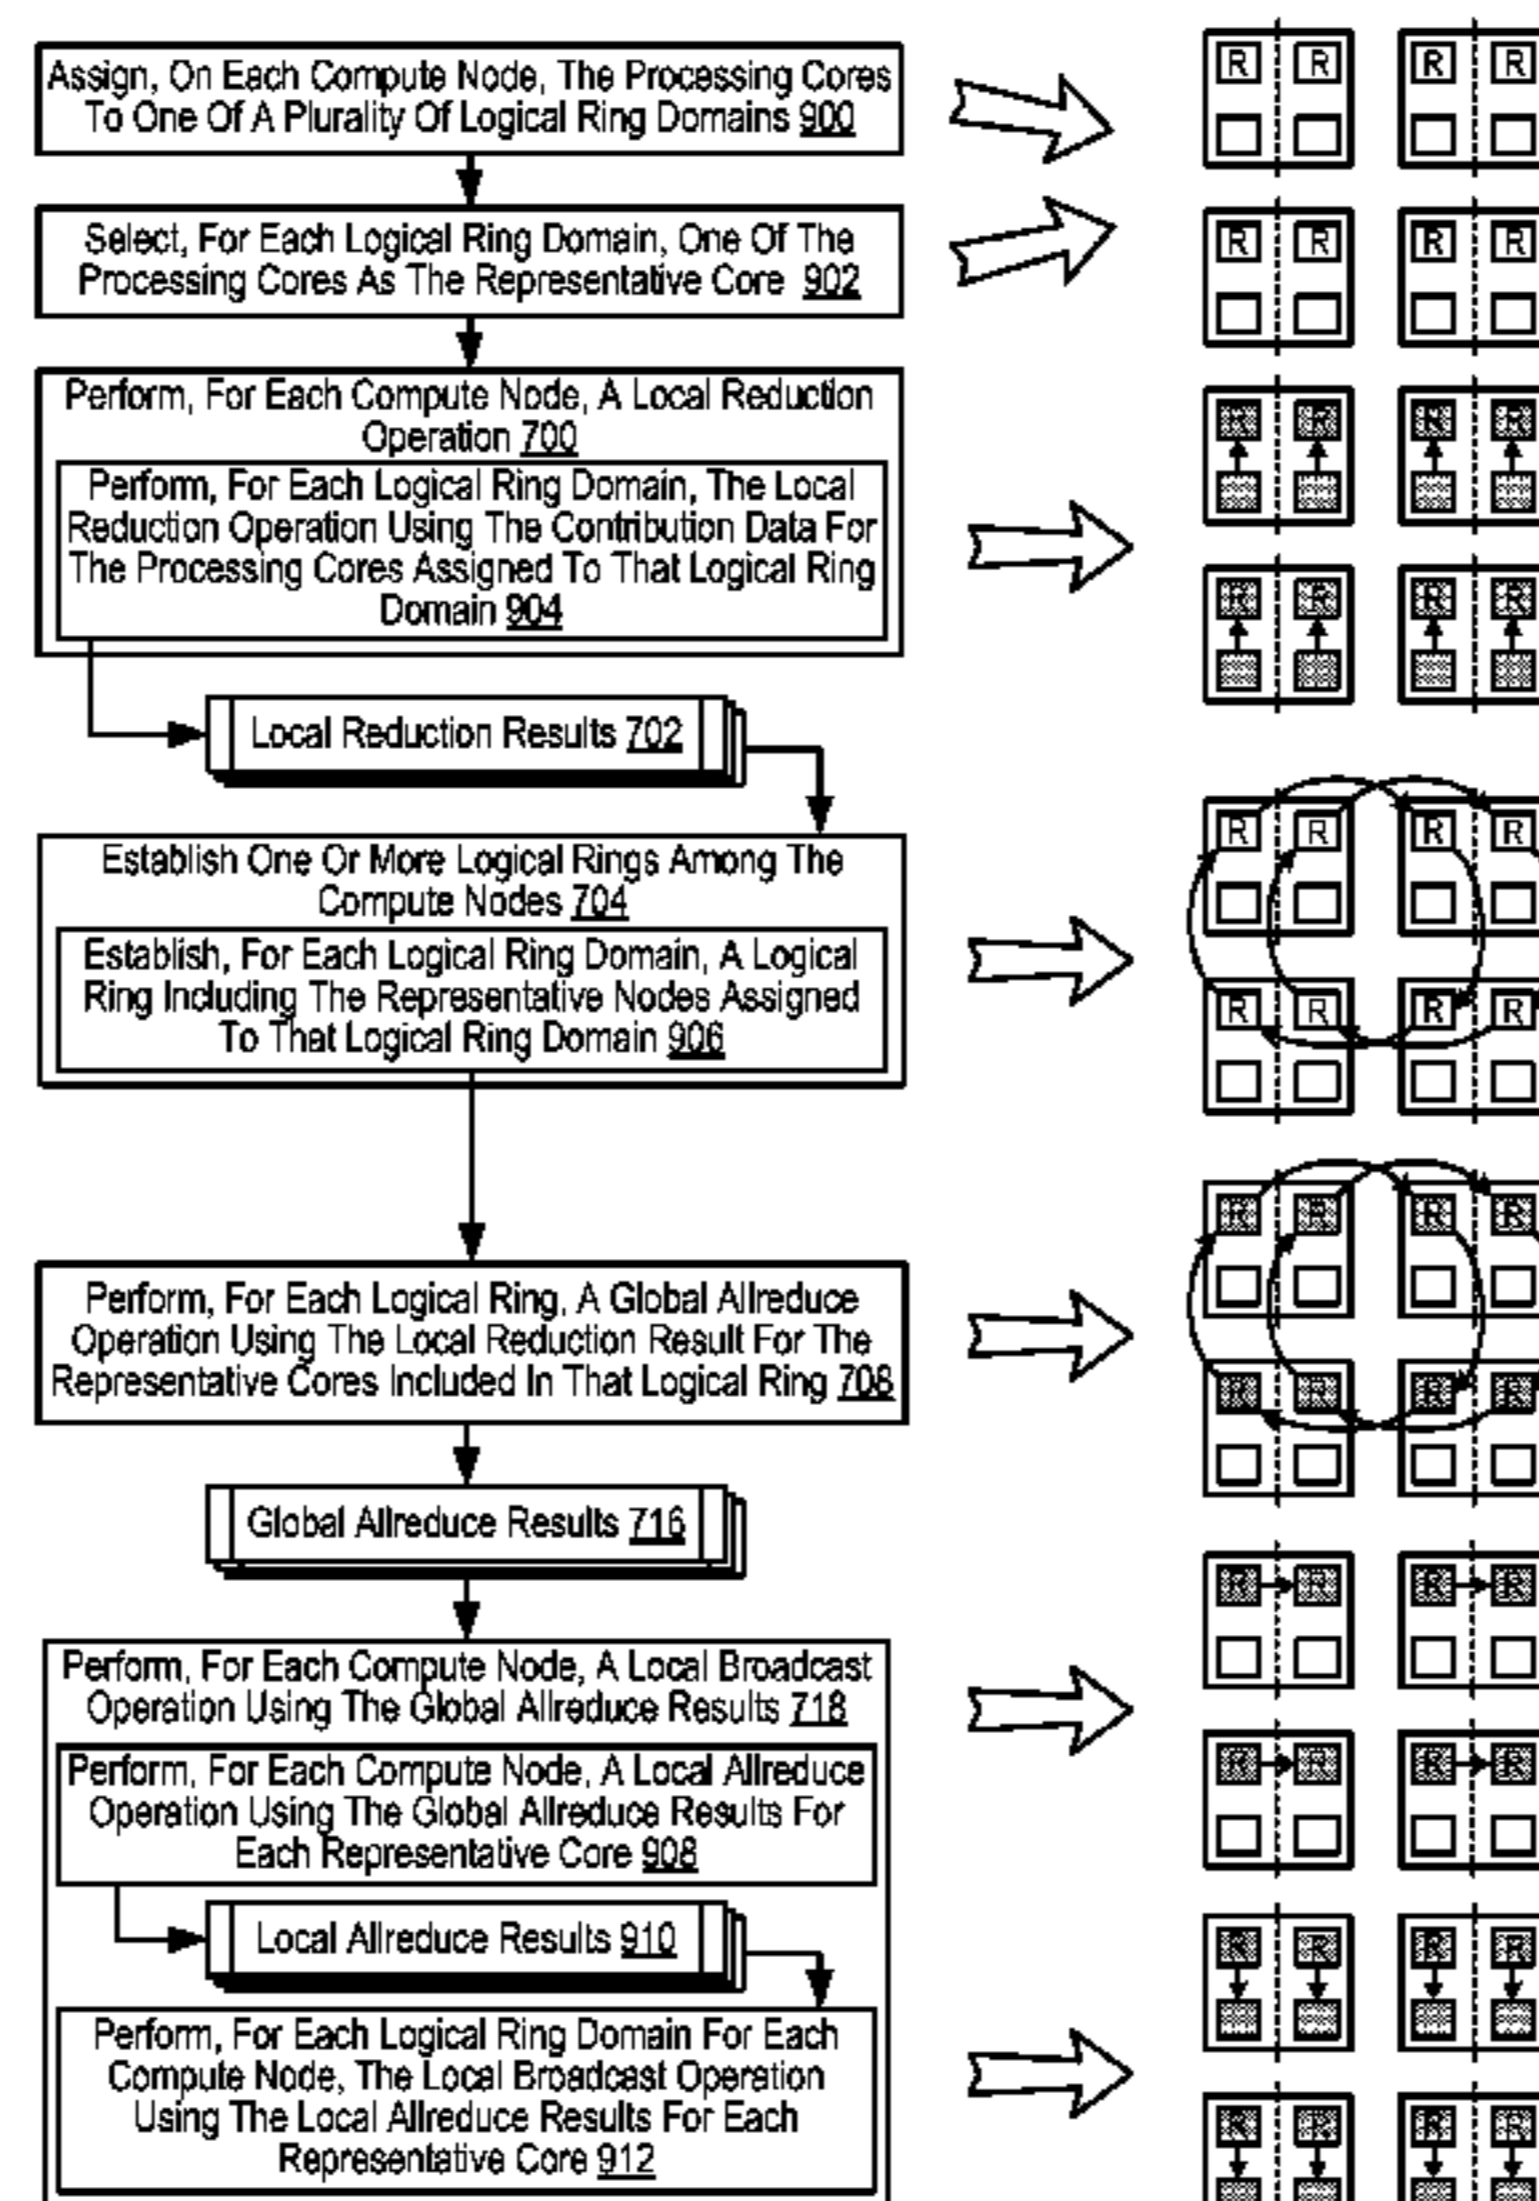 Assign, On Each Compute Node, The Processing Cores
To One Of A Plurality Of Logical Ring Domains 900
Select, For Each Logical Ring Domain, One Of The
Processing Cores As The Representative Core 902
Perform, For Each Compute Node, A Local Reduction
Operation 700
Perform, For Each Logical Ring Domain, The Local
Reduction Operation Using The Contribution Data For
The Processing Cores Assigned To That Logical Ring
Domain 904
Local Reduction Results 702
Establish One Or More Logical Rings Among The
Compute Nodes 704
Establish, For Each Logical Ring Domain, A Logical
Ring Including The Representative Nodes Assigned
To That Logical Ring Domain 906
Perform, For Each Logical Ring, A Global Allreduce
Operation Using The Local Reduction Result For The
Representative Cores Included In That Logical Ring 708
Global Allreduce Results 716
Perform, For Each Compute Node, A Local Broadcast
Operation Using The Global Allreduce Results 718
Perform, For Each Compute Node, A Local Allreduce
Operation Using The Global Allreduce Results For
Each Representative Core 908
Local Allreduce Results 910
Perform, For Each Logical Ring Domain For Each
Compute Node, The Local Broadcast Operation
Using The Local Allreduce Results For Each
Representative Core 912
R R R R
R R R R
R R R R
R R R R
R R R R
R R R R
R R R R
R R R R
R R R R
R R R R
R R R R
R R R R